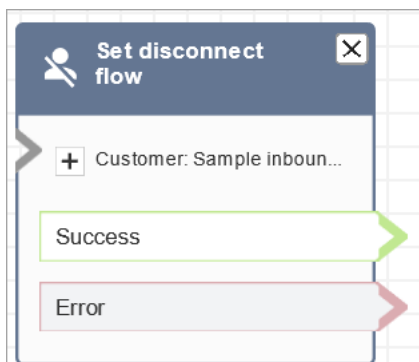 Set disconnect
flow
Customer: Sample inboun...
Success
Error